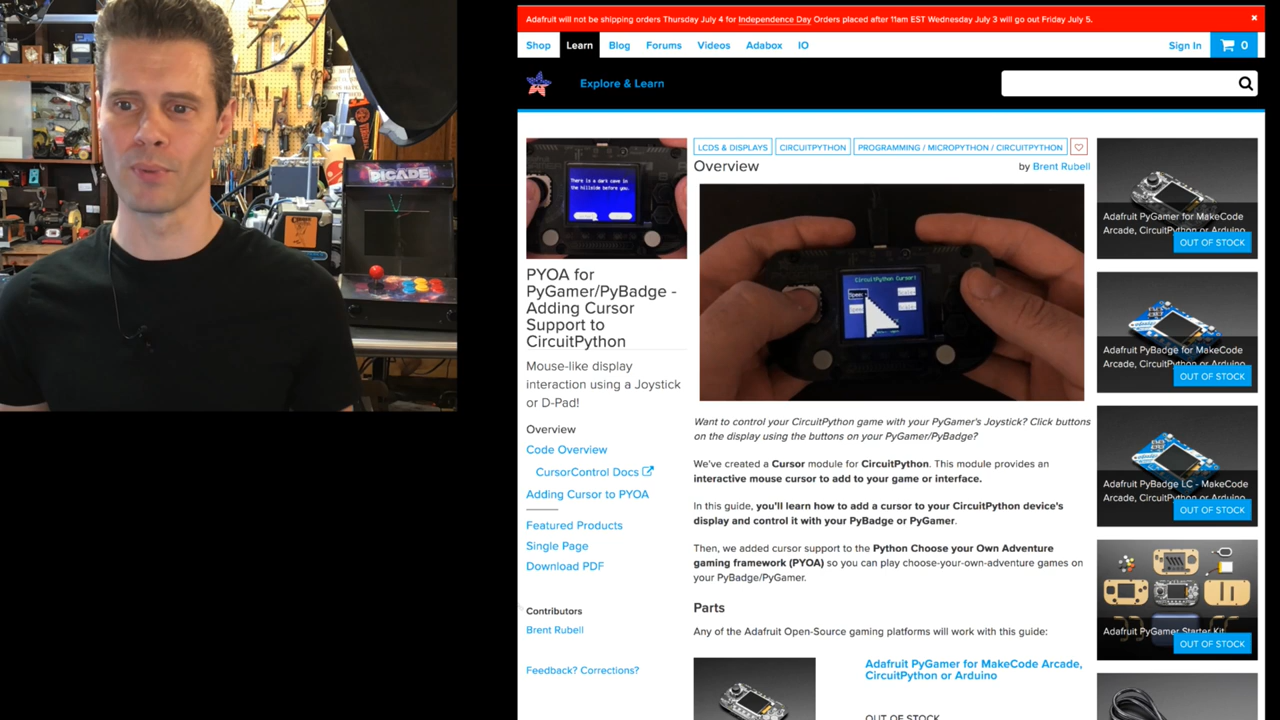 Adafruit will not be shipping orders Thursday July 4 for Independence Day Orders placed after 11am EST Wednesday July 3 will go out Friday July 5.
×
Shop Learn Blog Forums Videos Adabox IO
Sign In 0
Explore & Learn
PICADE
There is a dark cave in
the hillside before you.
PYOA for
PyGamer/PyBadge -
Adding Cursor
Support to
CircuitPython
Mouse-like display
interaction using a Joystick
or D-Pad!
Overview
Code Overview
CursorControl Docs
Adding Cursor to PYOA
Featured Products
Single Page
Download PDF
Contributors
Brent Rubell
Feedback? Corrections?
LCDS & DISPLAYS CIRCUITPYTHON PROGRAMMING / MICROPYTHON / CIRCUITPYTHON
Overview
by Brent Rubell
CircuitPython Cursor!
Want to control your CircuitPython game with your PyGamer's Joystick? Click buttons
on the display using the buttons on your PyGamer/PyBadge?
We've created a Cursor module for CircuitPython. This module provides an
interactive mouse cursor to add to your game or interface.
In this guide, you'll learn how to add a cursor to your CircuitPython device's
display and control it with your PyBadge or PyGamer.
Then, we added cursor support to the Python Choose your Own Adventure
gaming framework (PYOA) so you can play choose-your-own-adventure games on
your PyBadge/PyGamer.
Parts
Any of the Adafruit Open-Source gaming platforms will work with this guide:
Adafruit PyGamer for MakeCode Arcade,
CircuitPython or Arduino
OUT OF STOCK
Adafruit PyGamer for MakeCode
Arcade, CircuitPython or Arduino
OUT OF STOCK
Adafruit PyBadge for MakeCode
Arcade, CircuitPython or Arduino
OUT OF STOCK
Adafruit PyBadge LC - MakeCode
Arcade, CircuitPython or Arduino
OUT OF STOCK
Adafruit PyGamer Starter Kit
OUT OF STOCK